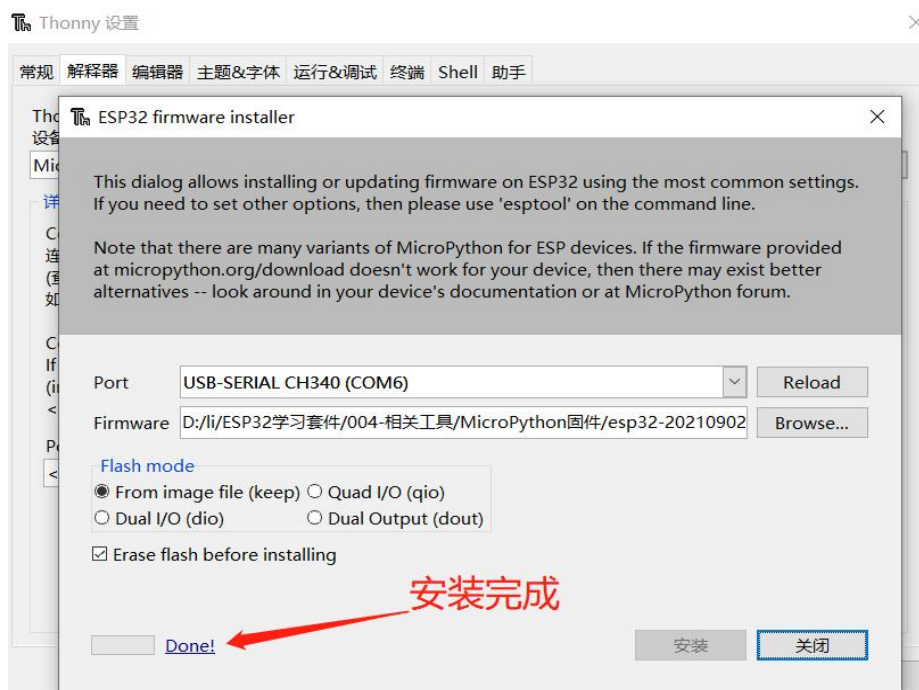 Thonny 设置
常规 解释器 编辑器 主题&字体 运行&调试 终端 Shell 助手
ESP32 firmware installer
This dialog allows installing or updating firmware on ESP32 using the most common settings.
If you need to set other options, then please use 'esptool' on the command line.
Note that there are many variants of MicroPython for ESP devices. If the firmware provided
at micropython.org/download doesn't work for your device, then there may exist better
alternatives -- look around in your device's documentation or at MicroPython forum.
Port USB-SERIAL CH340 (COM6) Reload
Firmware D:/li/ESP32学习套件/004-相关工具/MicroPython固件/esp32-20210902 Browse...
Flash mode
From image file (keep) Quad I/O (qio)
Dual I/O (dio) Dual Output (dout)
Erase flash before installing
安装完成
Done! 安装 关闭